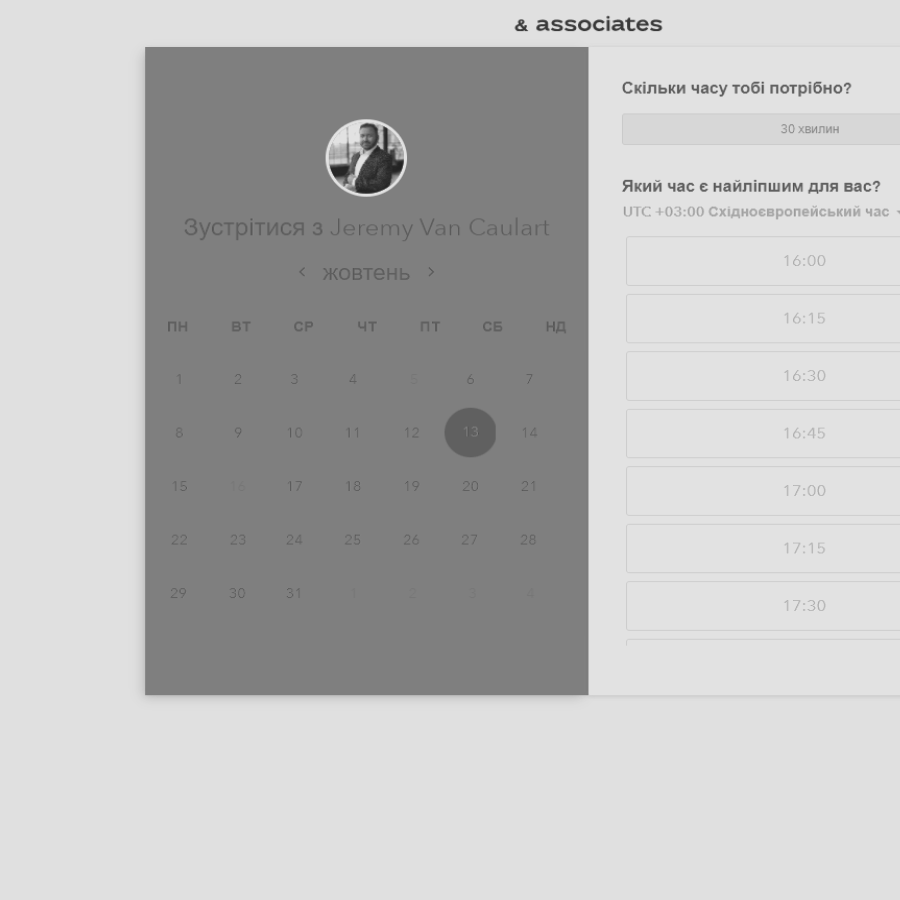 & associates
Зустрітися з Jeremy Van Caulart
жовтень
ПН ВТ СР ЧТ ПТ СБ НД
1 2 3 4 5 6 7
8 9 10 11 12 13 14
15 16 17 18 19 20 21
22 23 24 25 26 27 28
29 30 31 1 2 3 4
Скільки часу тобі потрібно?
30 хвилин
Який час є найліпшим для вас?
UTC +03:00 Східноєвропейський час
16:00
16:15
16:30
16:45
17:00
17:15
17:30